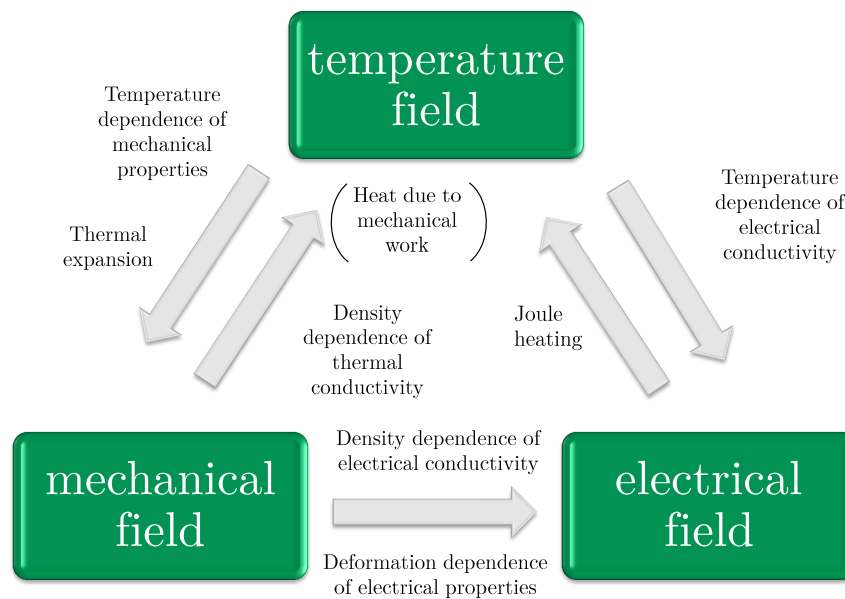 temperature
field
Temperature
dependence of
mechanical
properties
Thermal
expansion
(Heat due to
mechanical
work)
Temperature
dependence of
electrical
conductivity
Density
dependence of
thermal
conductivity
Joule
heating
mechanical
field
Density dependence of
electrical conductivity
Deformation dependence
of electrical properties
electrical
field